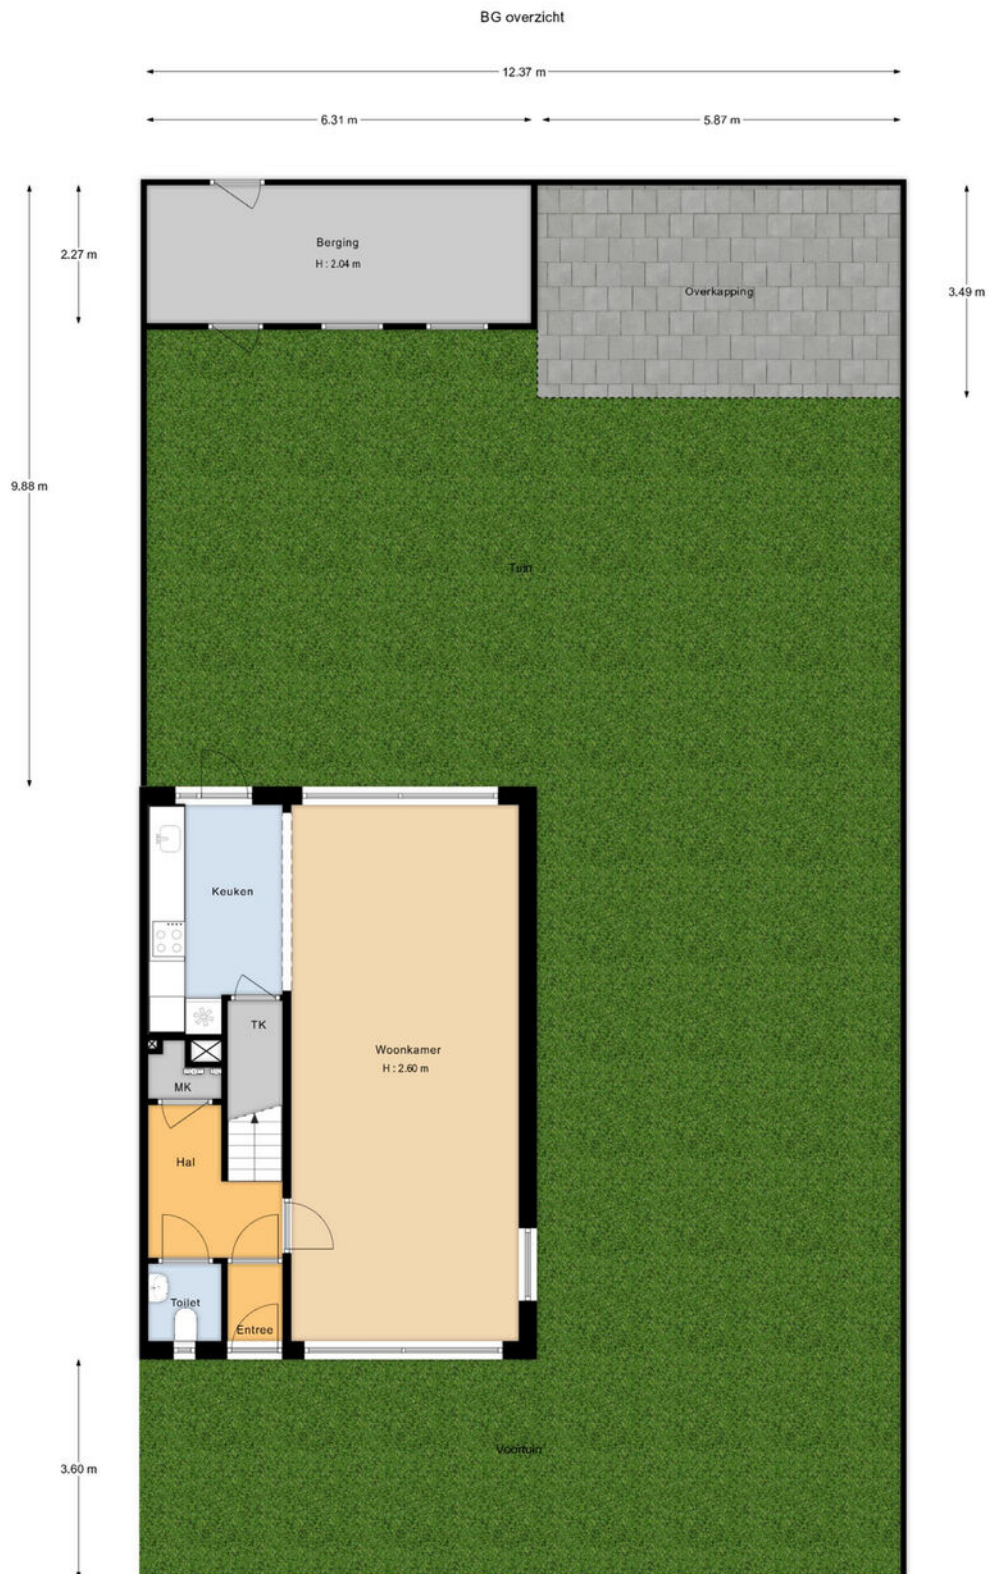 BG overzicht
12.37 m
6.31 m
5.87 m
2.27 m
Berging
H : 2.04 m
Overkapping
3.49 m
9.88 m
Tuin
Keuken
TK
Woonkamer
H : 2.60 m
MK
Hal
Toilet
Entree
Voortuin
3.60 m